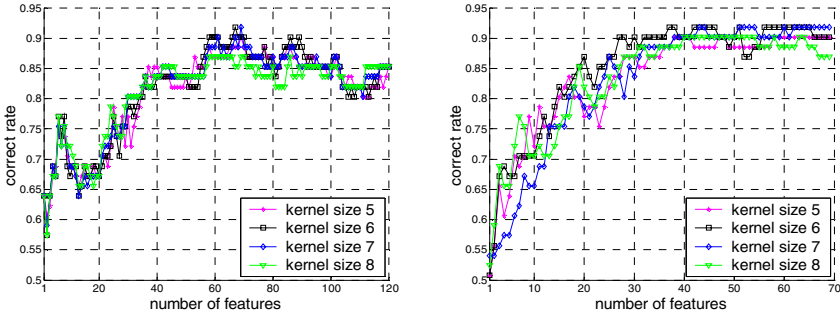 0.95
0.9
0.85
0.8
0.75
0.7
0.65
0.6
0.55
0.5
correct rate
1 20 40 60 80 100 120
number of features
kernel size 5
kernel size 6
kernel size 7
kernel size 8
0.95
0.9
0.85
0.8
0.75
0.7
0.65
0.6
0.55
0.5
correct rate
1 10 20 30 40 50 60 70
number of features
kernel size 5
kernel size 6
kernel size 7
kernel size 8